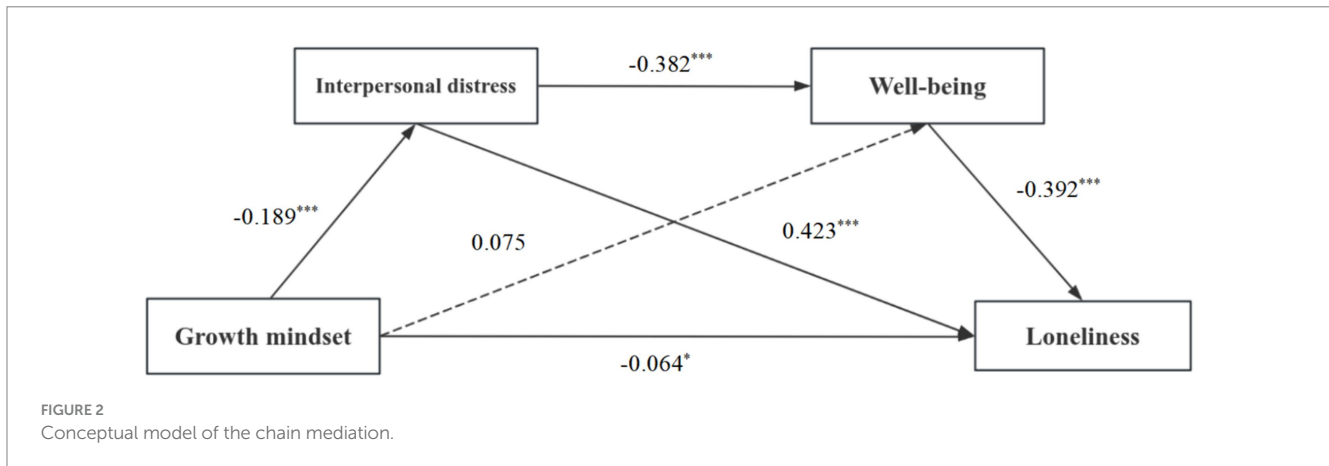 -0.382***
Interpersonal distress
Well-being
-0.189***
0.075
0.423***
-0.392***
Growth mindset
Loneliness
-0.064*
FIGURE 2
Conceptual model of the chain mediation.